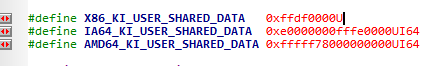 #define X86_KI_USER_SHARED_DATA 0xffdf0000U
#define IA64_KI_USER_SHARED_DATA 0xe0000000fffe0000UI64
#define AMD64_KI_USER_SHARED_DATA 0xfffff78000000000UI64